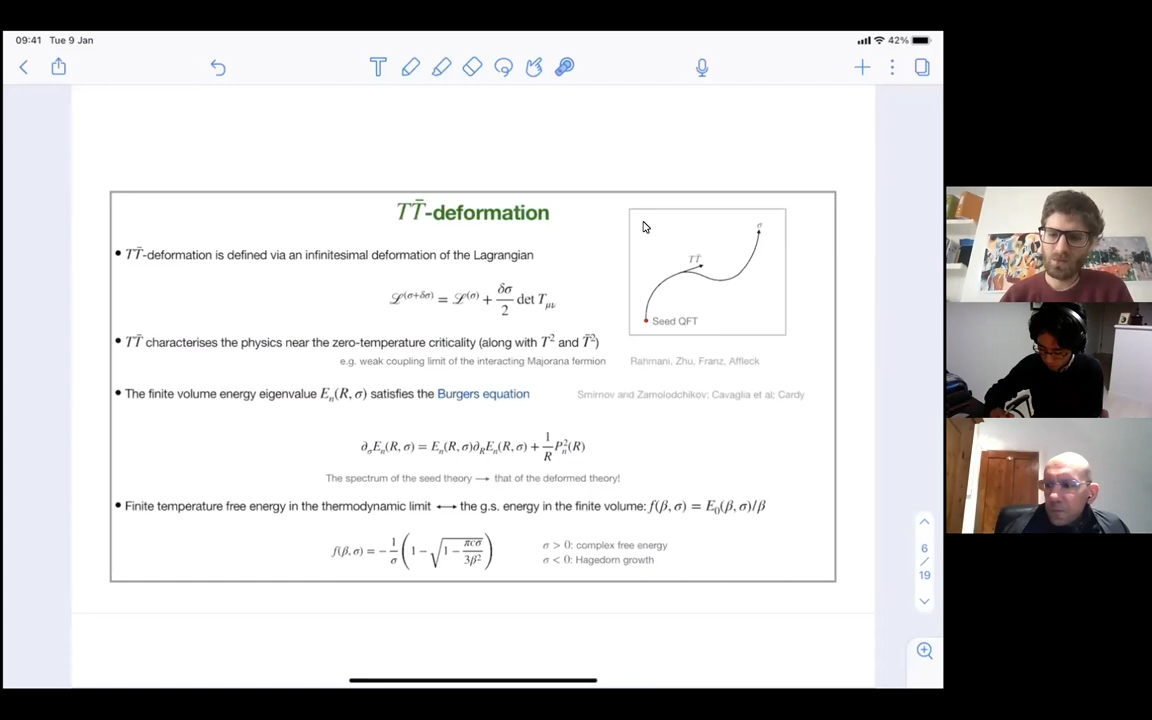 09:41 Tue 9 Jan
42%
TT̄-deformation
• TT̄-deformation is defined via an infinitesimal deformation of the Lagrangian
ℒ^(σ+δσ) = ℒ^(σ) + δσ/2 det T_μν
σ
TT̄
Seed QFT
• TT̄ characterises the physics near the zero-temperature criticality (along with T² and T̄²)
e.g. weak coupling limit of the interacting Majorana fermion
Rahmani, Zhu, Franz, Affleck
• The finite volume energy eigenvalue E_n(R, σ) satisfies the Burgers equation
Smirnov and Zamolodchikov; Cavaglia et al; Cardy
∂_σE_n(R, σ) = E_n(R, σ)∂_RE_n(R, σ) + 1/R P_n²(R)
The spectrum of the seed theory ⟶ that of the deformed theory!
• Finite temperature free energy in the thermodynamic limit ⟷ the g.s. energy in the finite volume: f(β, σ) = E₀(β, σ)/β
f(β, σ) = −1/σ (1 − √(1 − πcσ/3β²))
σ > 0: complex free energy
σ < 0: Hagedorn growth
6
/
19